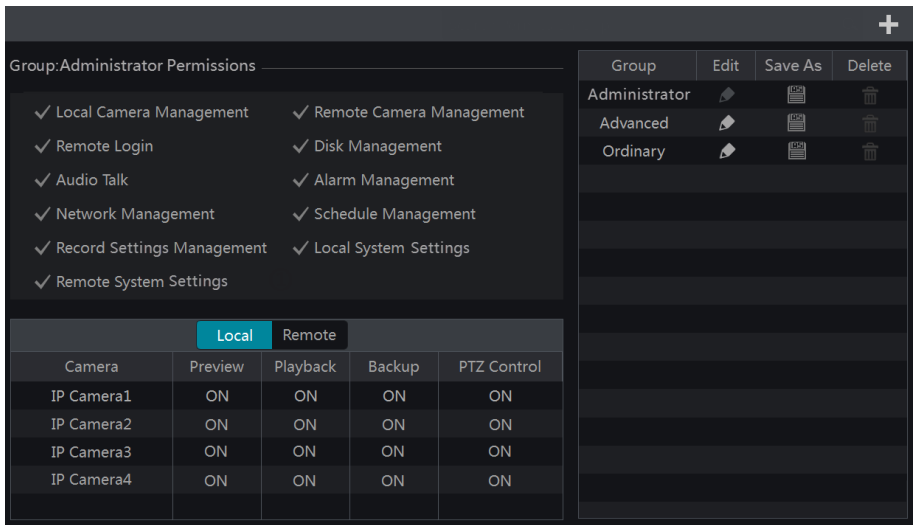 Group:Administrator Permissions
Local Camera Management Remote Camera Management
Remote Login Disk Management
Audio Talk Alarm Management
Network Management Schedule Management
Record Settings Management Local System Settings
Remote System Settings
Local Remote
Camera Preview Playback Backup PTZ Control
IP Camera1 ON ON ON ON
IP Camera2 ON ON ON ON
IP Camera3 ON ON ON ON
IP Camera4 ON ON ON ON
Group Edit Save As Delete
Administrator
Advanced
Ordinary